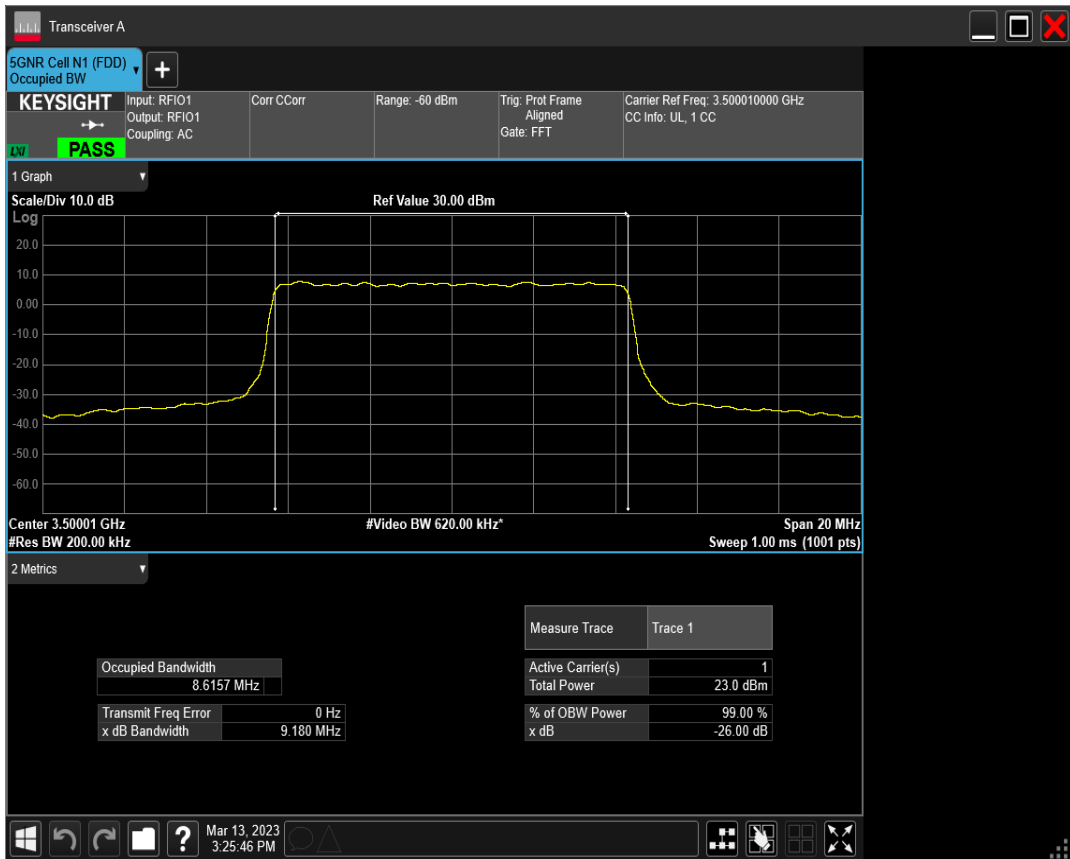 Transceiver A
5GNR Cell N1 (FDD)
Occupied BW
+
KEYSIGHT
LXI
PASS
Input: RFIO1
Output: RFIO1
Coupling: AC
Corr CCorr
Range: -60 dBm
Trig: Prot Frame
Aligned
Gate: FFT
Carrier Ref Freq: 3.500010000 GHz
CC Info: UL, 1 CC
1 Graph
Scale/Div 10.0 dB
Ref Value 30.00 dBm
Log
20.0
10.0
0.00
-10.0
-20.0
-30.0
-40.0
-50.0
-60.0
Center 3.50001 GHz
#Video BW 620.00 kHz*
Span 20 MHz
#Res BW 200.00 kHz
Sweep 1.00 ms (1001 pts)
2 Metrics
Measure Trace Trace 1
Occupied Bandwidth
8.6157 MHz
Active Carrier(s) 1
Total Power 23.0 dBm
Transmit Freq Error 0 Hz
x dB Bandwidth 9.180 MHz
% of OBW Power 99.00 %
x dB -26.00 dB
?
Mar 13, 2023
3:25:46 PM